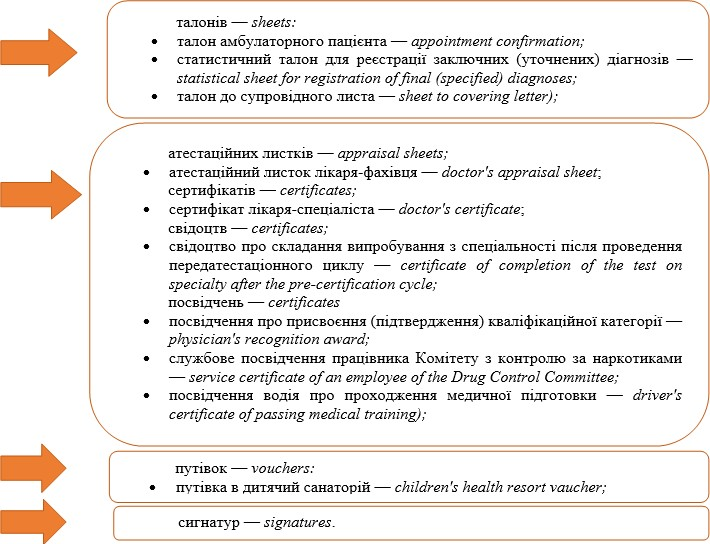 талонів — sheets:
• талон амбулаторного пацієнта — appointment confirmation;
• статистичний талон для реєстрації заключних (уточнених) діагнозів —
statistical sheet for registration of final (specified) diagnoses;
• талон до супровідного листа — sheet to covering letter);
атестаційних листків — appraisal sheets;
• атестаційний листок лікаря-фахівця — doctor's appraisal sheet;
сертифікатів — certificates;
• сертифікат лікаря-спеціаліста — doctor's certificate;
свідоцтв — certificates;
• свідоцтво про складання випробування з спеціальності після проведення
передатестаціонного циклу — certificate of completion of the test on
specialty after the pre-certification cycle;
посвідчень — certificates
• посвідчення про присвоєння (підтвердження) кваліфікаційної категорії —
physician's recognition award;
• службове посвідчення працівника Комітету з контролю за наркотиками
— service certificate of an employee of the Drug Control Committee;
• посвідчення водія про проходження медичної підготовки — driver's
certificate of passing medical training);
путівок — vouchers:
• путівка в дитячий санаторій — children's health resort vaucher;
сигнатур — signatures.